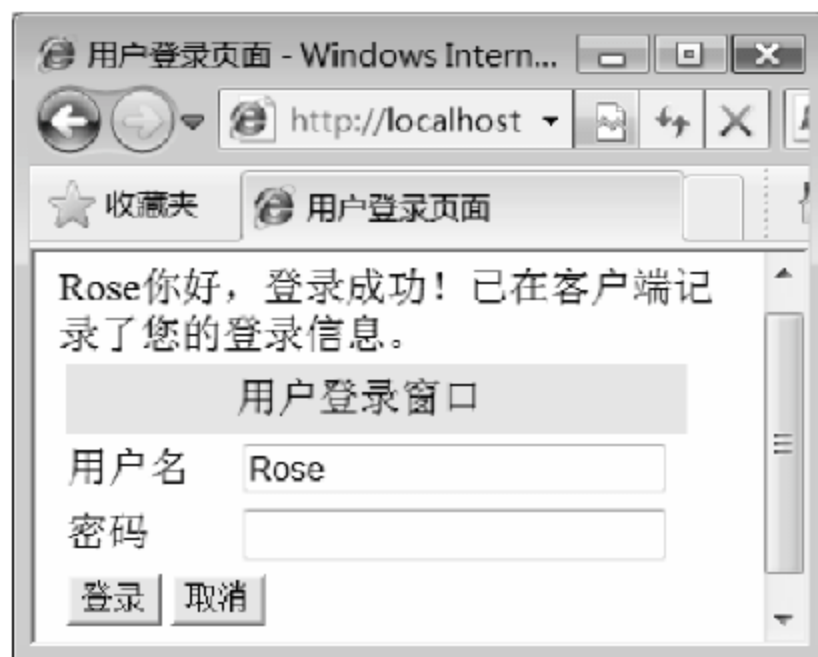 用户登录页面 - Windows Intern...
http://localhost
收藏夹 用户登录页面
Rose你好，登录成功！已在客户端记
录了您的登录信息。
用户登录窗口
用户名 Rose
密码
登录 取消